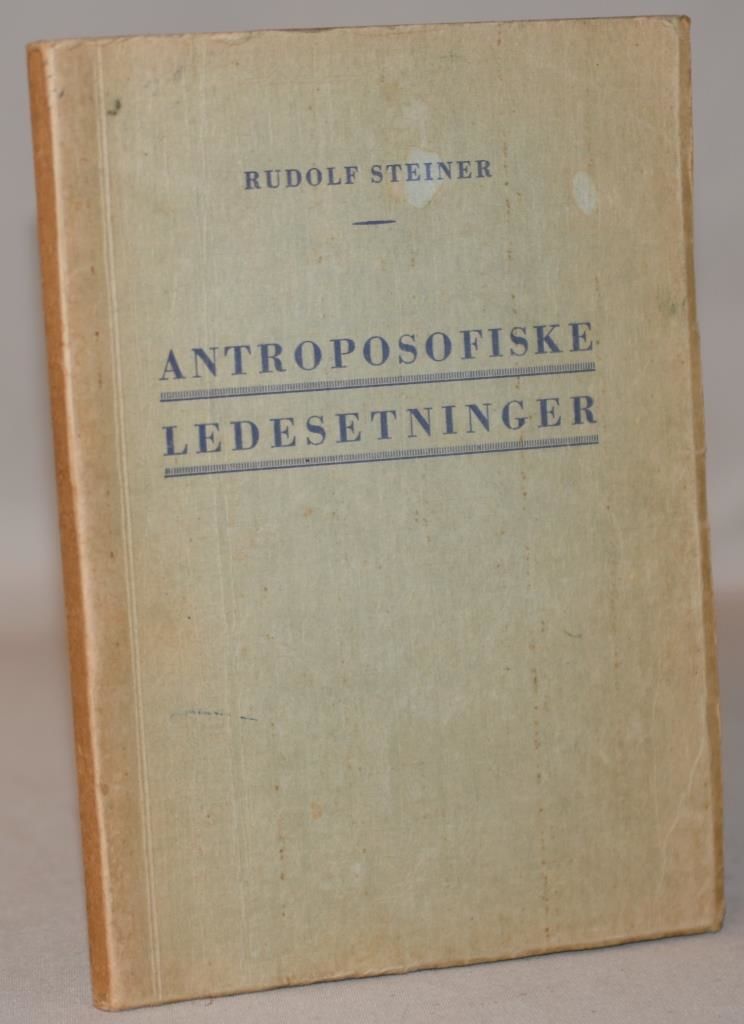 RUDOLF STEINER
ANTROPOSOFISKE
LEDESETNINGER